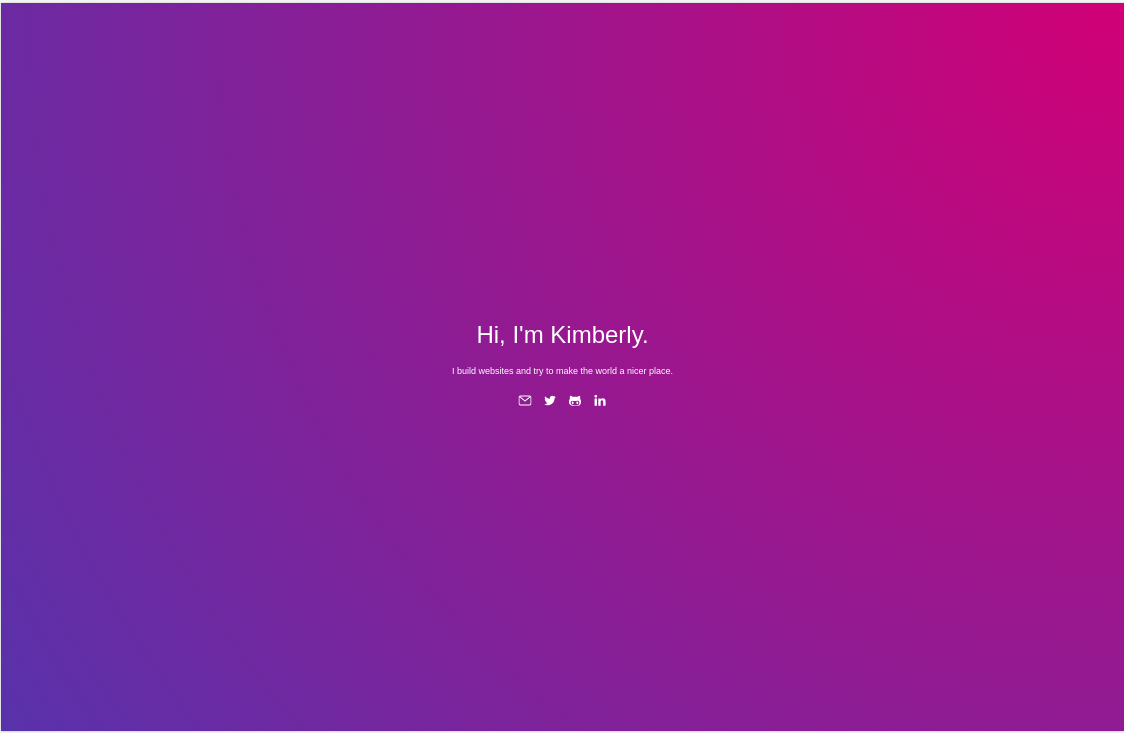 Hi, I'm Kimberly.
I build websites and try to make the world a nicer place.